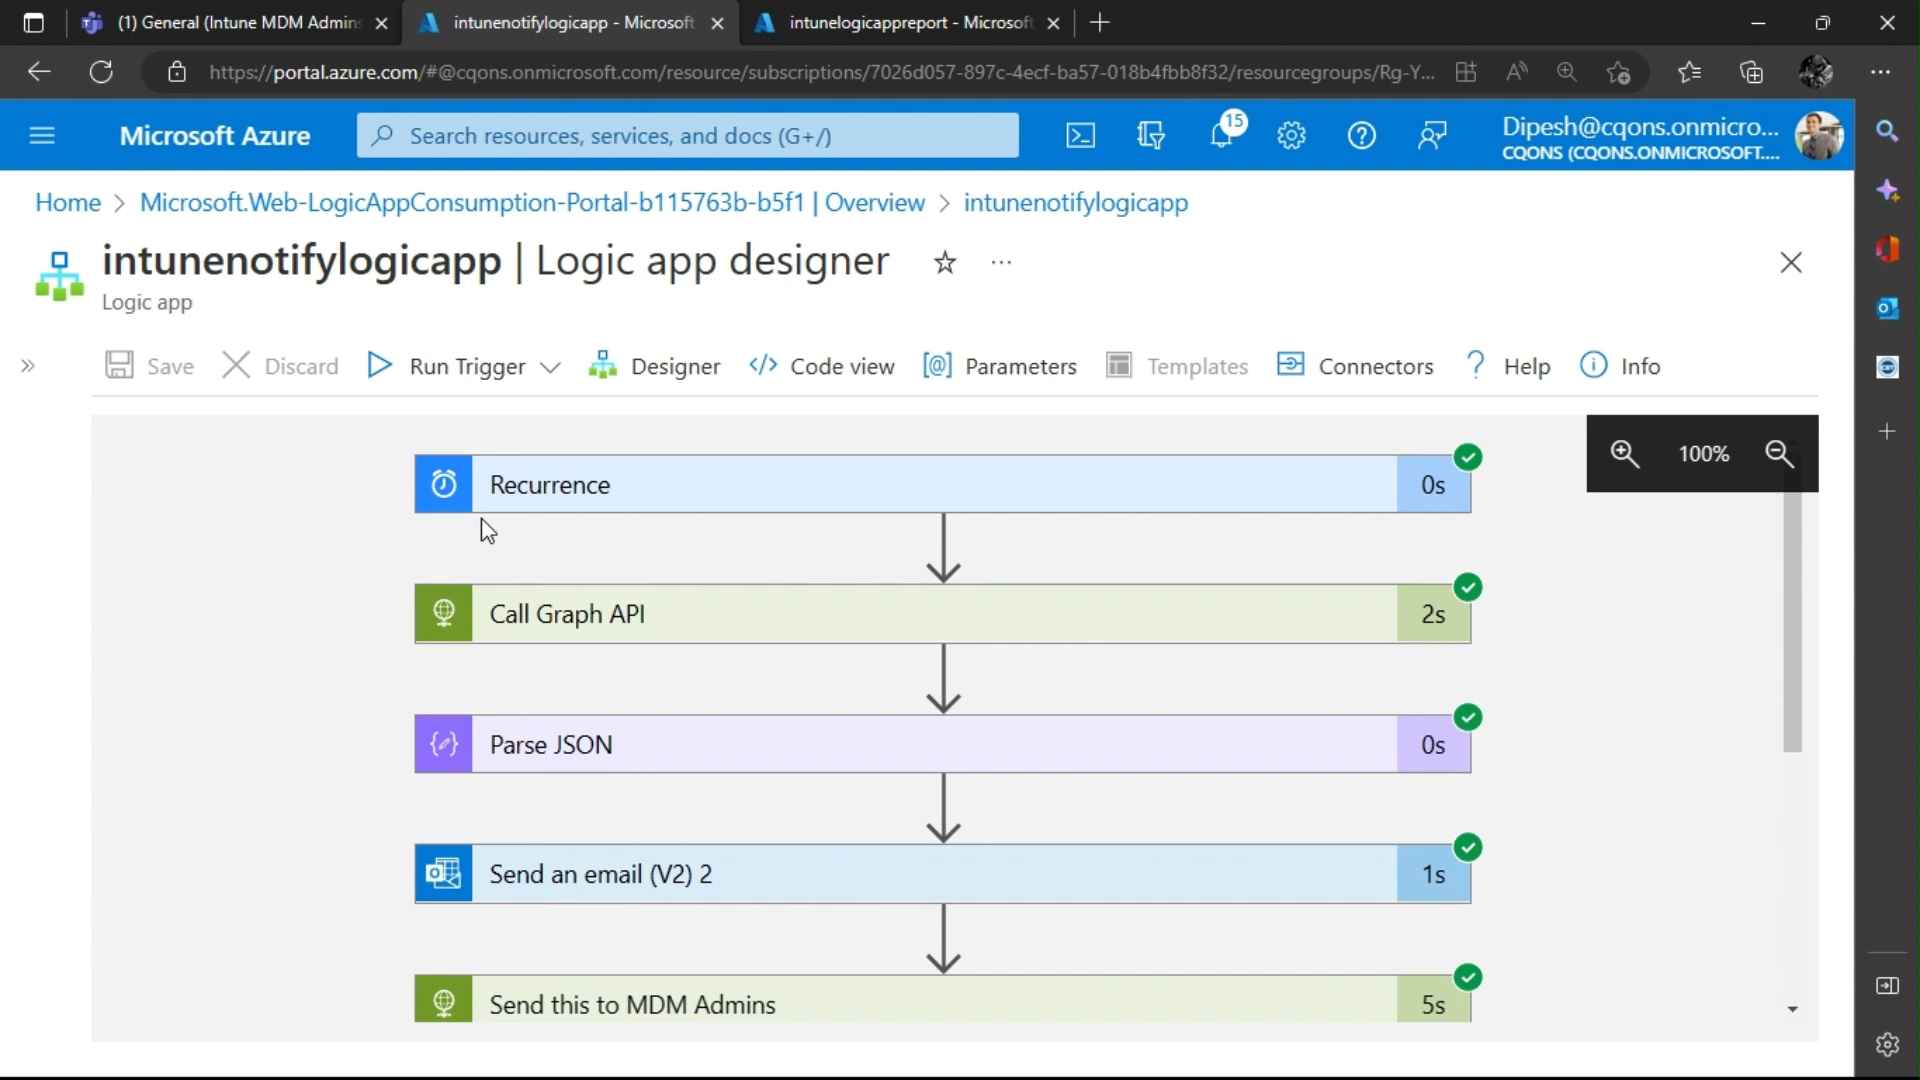 (1) General (Intune MDM Admins
intunenotifylogicapp - Microsoft
intunelogicappreport - Microsoft
https://portal.azure.com/#@cqons.onmicrosoft.com/resource/subscriptions/7026d057-897c-4ecf-ba57-018b4fbb8f32/resourcegroups/Rg-Y...
Microsoft Azure
Search resources, services, and docs (G+/)
15
Dipesh@cqons.onmicro...
CQONS (CQONS.ONMICROSOFT....
Home > Microsoft.Web-LogicAppConsumption-Portal-b115763b-b5f1 | Overview > intunenotifylogicapp
intunenotifylogicapp | Logic app designer
Logic app
Save Discard Run Trigger Designer Code view Parameters Templates Connectors Help Info
100%
Recurrence 0s
Call Graph API 2s
Parse JSON 0s
Send an email (V2) 2 1s
Send this to MDM Admins 5s